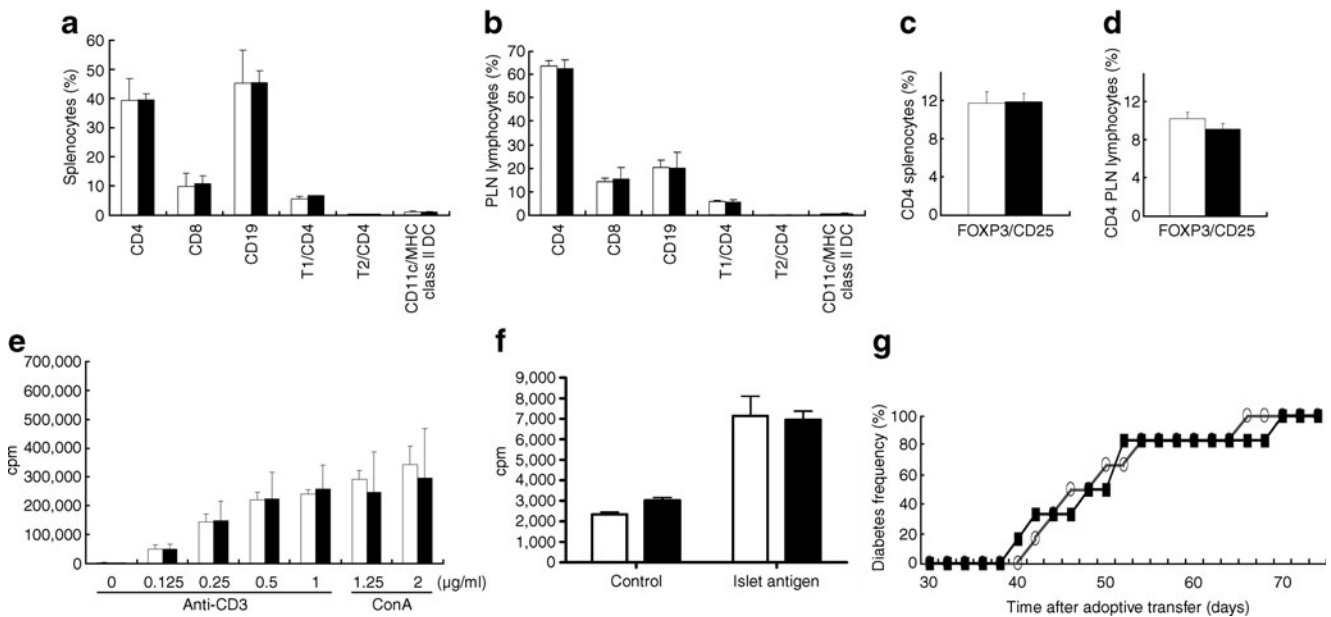 a
60
50
40
30
20
10
0
Splenocytes (%)
CD4
CD8
CD19
T1/CD4
T2/CD4
CD11c/MHC
class II DC
b
70
60
50
40
30
20
10
0
PLN lymphocytes (%)
CD4
CD8
CD19
T1/CD4
T2/CD4
CD11c/MHC
class II DC
c
12
8
4
0
CD4 splenocytes (%)
FOXP3/CD25
d
12
8
4
0
CD4 PLN lymphocytes (%)
FOXP3/CD25
e
700,000
600,000
500,000
400,000
300,000
200,000
100,000
0
cpm
0 0.125 0.25 0.5 1 1.25 2 (µg/ml)
Anti-CD3 ConA
f
9,000
8,000
7,000
6,000
5,000
4,000
3,000
2,000
1,000
0
cpm
Control Islet antigen
g
100
80
60
40
20
0
Diabetes frequency (%)
30 40 50 60 70
Time after adoptive transfer (days)